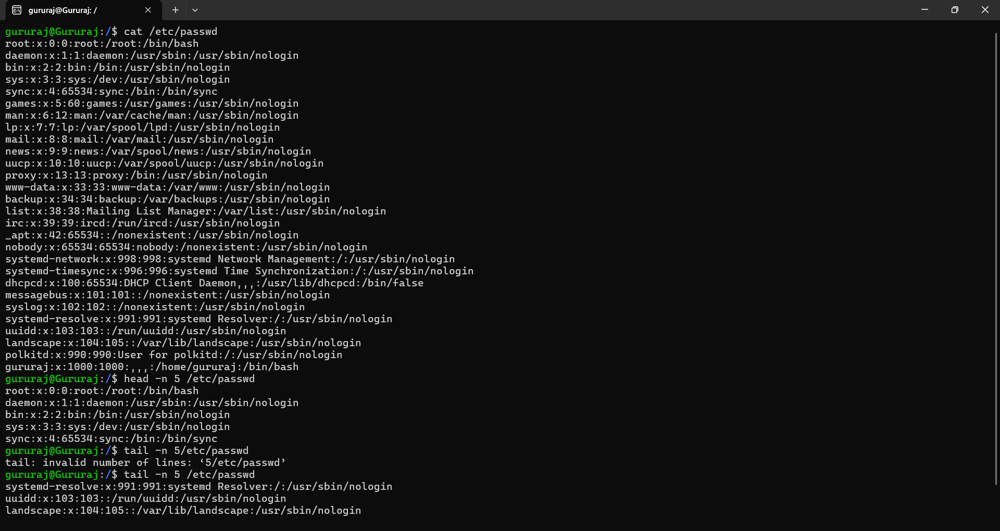 gururaj@Gururaj: /
gururaj@Gururaj:/$ cat /etc/passwd
root:x:0:0:root:/root:/bin/bash
daemon:x:1:1:daemon:/usr/sbin:/usr/sbin/nologin
bin:x:2:2:bin:/bin:/usr/sbin/nologin
sys:x:3:3:sys:/dev:/usr/sbin/nologin
sync:x:4:65534:sync:/bin:/bin/sync
games:x:5:60:games:/usr/games:/usr/sbin/nologin
man:x:6:12:man:/var/cache/man:/usr/sbin/nologin
lp:x:7:7:lp:/var/spool/lpd:/usr/sbin/nologin
mail:x:8:8:mail:/var/mail:/usr/sbin/nologin
news:x:9:9:news:/var/spool/news:/usr/sbin/nologin
uucp:x:10:10:uucp:/var/spool/uucp:/usr/sbin/nologin
proxy:x:13:13:proxy:/bin:/usr/sbin/nologin
www-data:x:33:33:www-data:/var/www:/usr/sbin/nologin
backup:x:34:34:backup:/var/backups:/usr/sbin/nologin
list:x:38:38:Mailing List Manager:/var/list:/usr/sbin/nologin
irc:x:39:39:ircd:/run/ircd:/usr/sbin/nologin
_apt:x:42:65534::/nonexistent:/usr/sbin/nologin
nobody:x:65534:65534:nobody:/nonexistent:/usr/sbin/nologin
systemd-network:x:998:998:systemd Network Management:/:/usr/sbin/nologin
systemd-timesync:x:996:996:systemd Time Synchronization:/:/usr/sbin/nologin
dhcpcd:x:100:65534:DHCP Client Daemon,,,:/usr/lib/dhcpcd:/bin/false
messagebus:x:101:101::/nonexistent:/usr/sbin/nologin
syslog:x:102:102::/nonexistent:/usr/sbin/nologin
systemd-resolve:x:991:991:systemd Resolver:/:/usr/sbin/nologin
uuidd:x:103:103::/run/uuidd:/usr/sbin/nologin
landscape:x:104:105::/var/lib/landscape:/usr/sbin/nologin
polkitd:x:990:990:User for polkitd:/:/usr/sbin/nologin
gururaj:x:1000:1000:,,,:/home/gururaj:/bin/bash
gururaj@Gururaj:/$ head -n 5 /etc/passwd
root:x:0:0:root:/root:/bin/bash
daemon:x:1:1:daemon:/usr/sbin:/usr/sbin/nologin
bin:x:2:2:bin:/bin:/usr/sbin/nologin
sys:x:3:3:sys:/dev:/usr/sbin/nologin
sync:x:4:65534:sync:/bin:/bin/sync
gururaj@Gururaj:/$ tail -n 5/etc/passwd
tail: invalid number of lines: ‘5/etc/passwd’
gururaj@Gururaj:/$ tail -n 5 /etc/passwd
systemd-resolve:x:991:991:systemd Resolver:/:/usr/sbin/nologin
uuidd:x:103:103::/run/uuidd:/usr/sbin/nologin
landscape:x:104:105::/var/lib/landscape:/usr/sbin/nologin